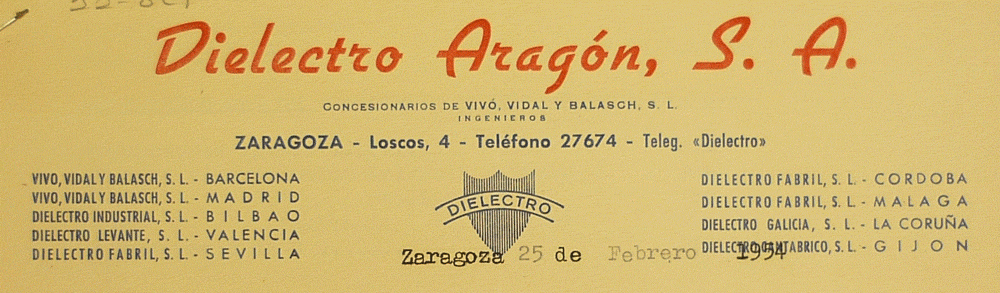 Dielectro Aragón, S. A.
CONCESIONARIOS DE VIVÓ, VIDAL Y BALASCH, S. L.
INGENIEROS
ZARAGOZA - Loscos, 4 - Teléfono 27674 - Teleg. «Dielectro»
VIVO, VIDAL Y BALASCH, S. L. - BARCELONA
VIVO, VIDAL Y BALASCH, S. L. - MADRID
DIELECTRO INDUSTRIAL, S. L. - BILBAO
DIELECTRO LEVANTE, S. L. - VALENCIA
DIELECTRO FABRIL, S. L. - SEVILLA
DIELECTRO
DIELECTRO FABRIL, S. L. - CORDOBA
DIELECTRO FABRIL, S. L. - MALAGA
DIELECTRO GALICIA, S. L. - LA CORUÑA
DIELECTRO CANTABRICO, S. L. - GIJON
Zaragoza 25 de Febrero 1954